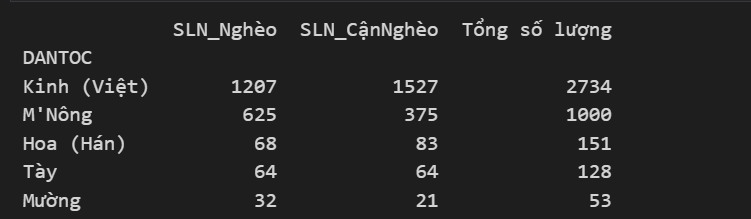 SLN_Nghèo SLN_CậnNghèo Tổng số lượng
DANTOC
Kinh (Việt) 1207 1527 2734
M'Nông 625 375 1000
Hoa (Hán) 68 83 151
Tày 64 64 128
Mường 32 21 53